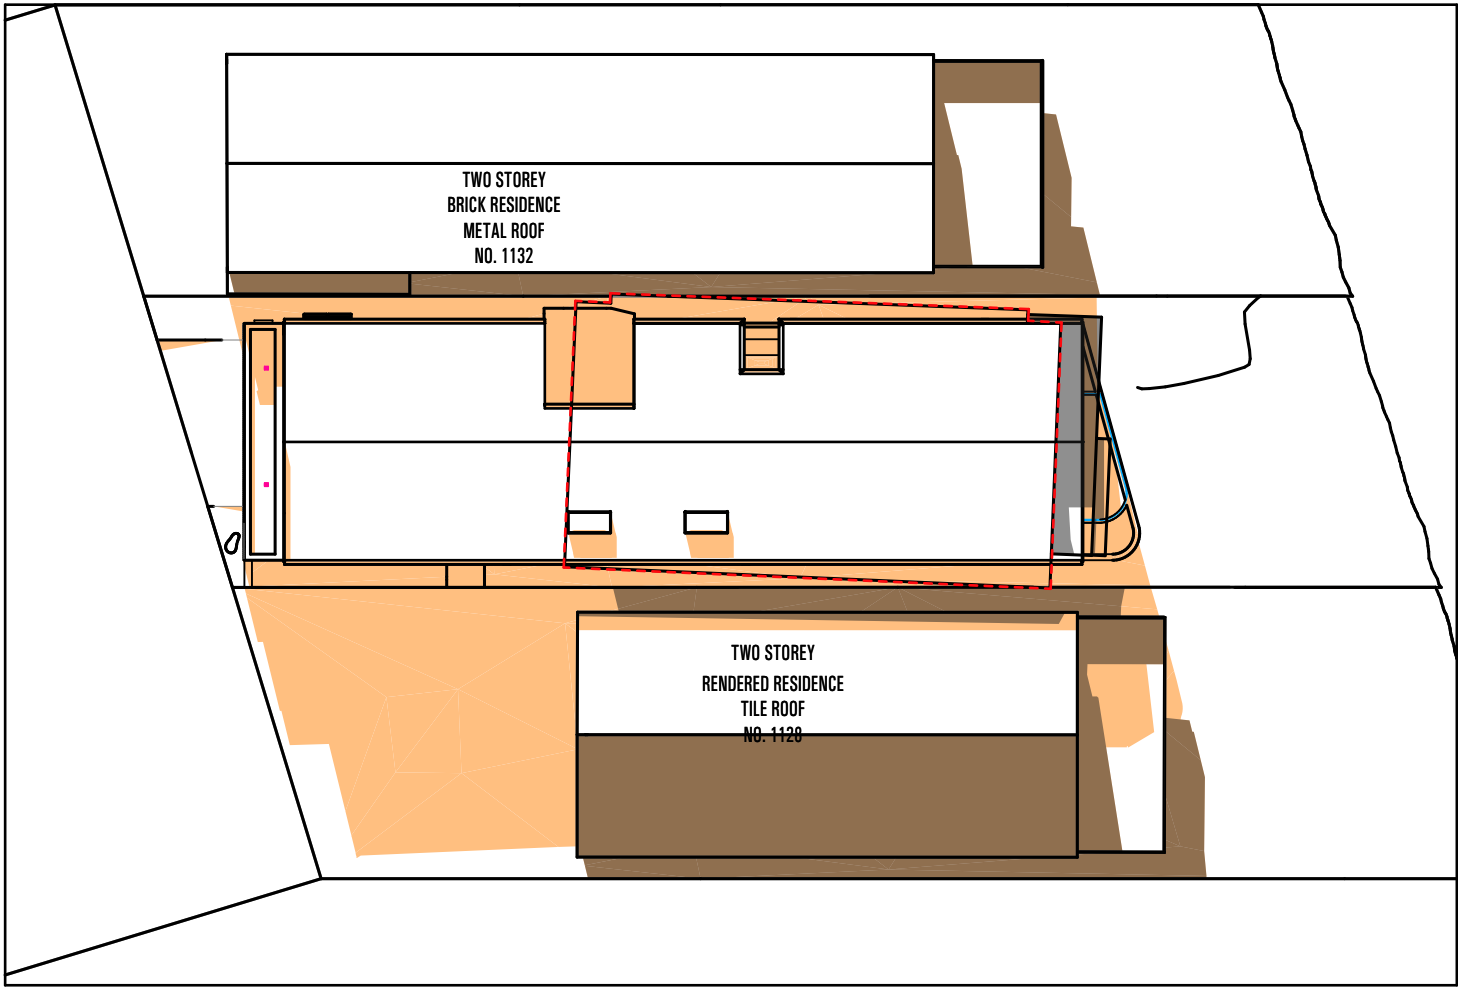 TWO STOREY
BRICK RESIDENCE
METAL ROOF
NO. 1132
TWO STOREY
RENDERED RESIDENCE
TILE ROOF
NO. 1128